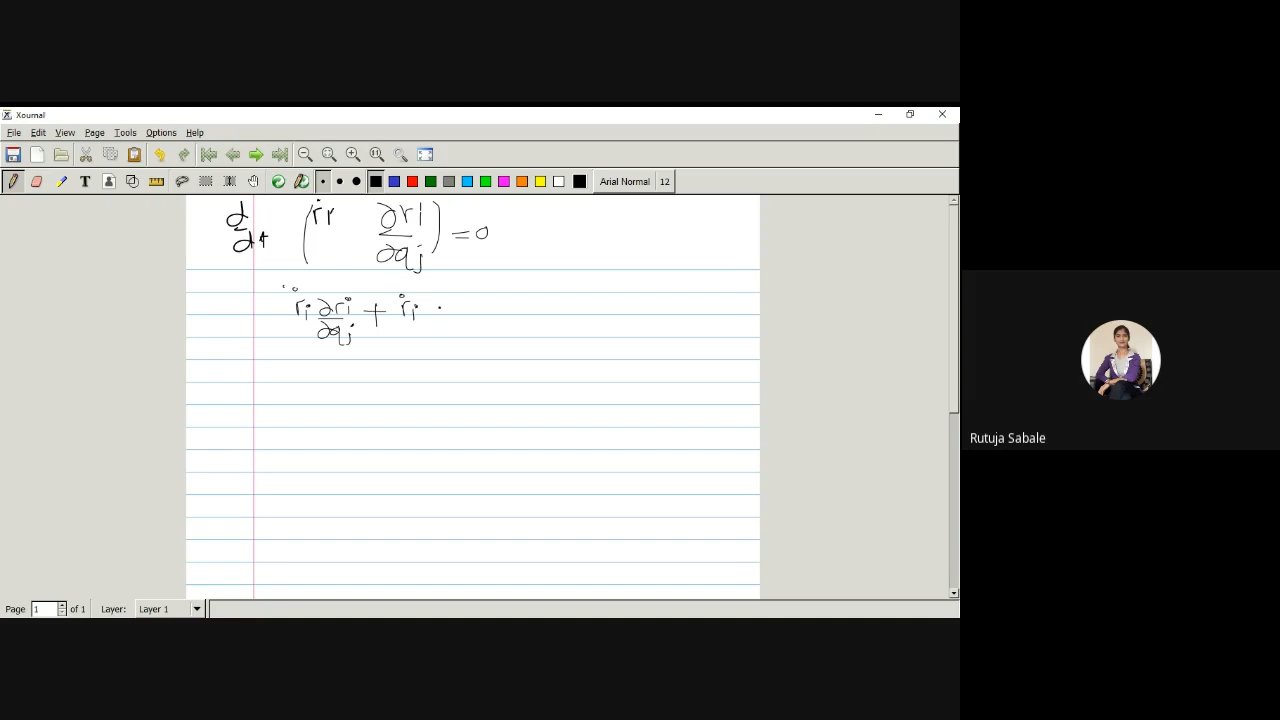 Xournal
File Edit View Page Tools Options Help
Arial Normal 12
d/dt (ṙr ∂ri/∂qj) = 0
r̈i ∂ri/∂qj + ṙi ·
Rutuja Sabale
Page 1 of 1 Layer: Layer 1